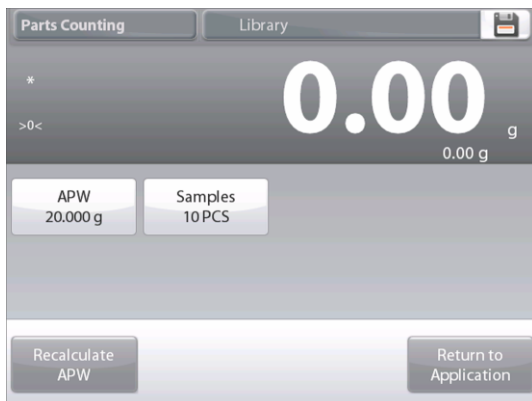 Parts Counting
Library
*
0.00
>0<
g
0.00 g
APW
20.000 g
Samples
10 PCS
Recalculate
APW
Return to
Application